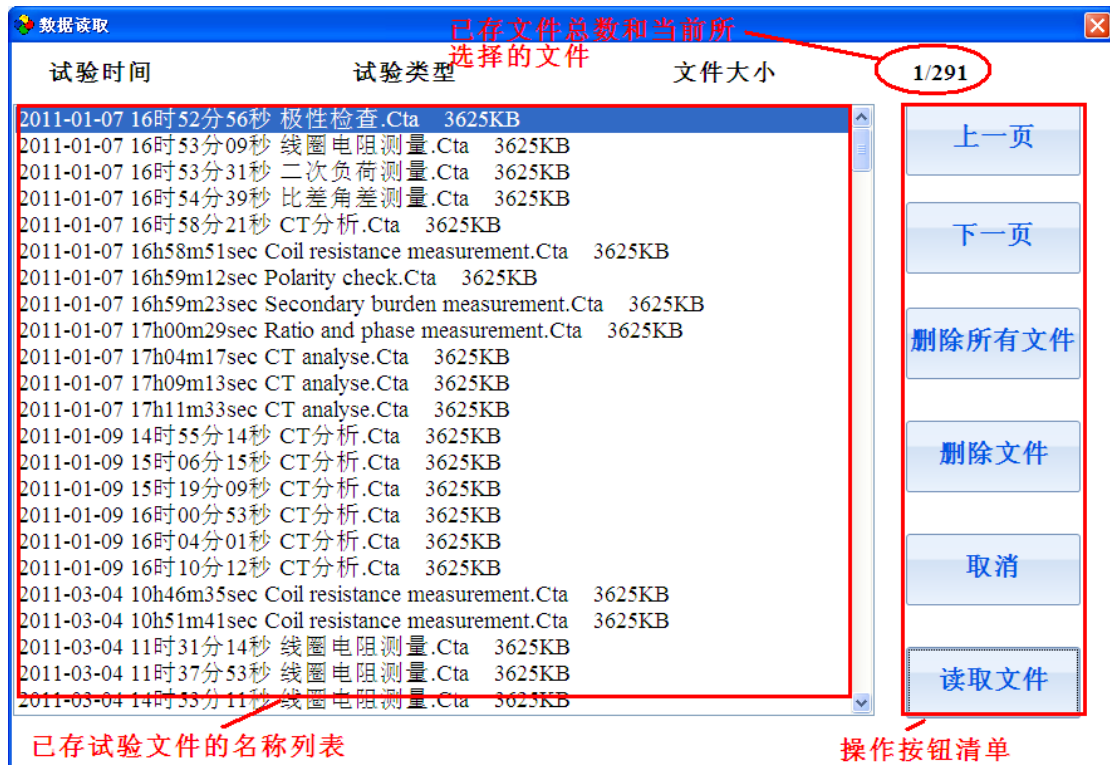 数据读取
已存文件总数和当前所
选择的文件
试验时间 试验类型 文件大小 1/291
2011-01-07 16时52分56秒 极性检查.Cta 3625KB
2011-01-07 16时53分09秒 线圈电阻测量.Cta 3625KB
2011-01-07 16时53分31秒 二次负荷测量.Cta 3625KB
2011-01-07 16时54分39秒 比差角差测量.Cta 3625KB
2011-01-07 16时58分21秒 CT分析.Cta 3625KB
2011-01-07 16h58m51sec Coil resistance measurement.Cta 3625KB
2011-01-07 16h59m12sec Polarity check.Cta 3625KB
2011-01-07 16h59m23sec Secondary burden measurement.Cta 3625KB
2011-01-07 17h00m29sec Ratio and phase measurement.Cta 3625KB
2011-01-07 17h04m17sec CT analyse.Cta 3625KB
2011-01-07 17h09m13sec CT analyse.Cta 3625KB
2011-01-07 17h11m33sec CT analyse.Cta 3625KB
2011-01-09 14时55分14秒 CT分析.Cta 3625KB
2011-01-09 15时06分15秒 CT分析.Cta 3625KB
2011-01-09 15时19分09秒 CT分析.Cta 3625KB
2011-01-09 16时00分53秒 CT分析.Cta 3625KB
2011-01-09 16时04分01秒 CT分析.Cta 3625KB
2011-01-09 16时10分12秒 CT分析.Cta 3625KB
2011-03-04 10h46m35sec Coil resistance measurement.Cta 3625KB
2011-03-04 10h51m41sec Coil resistance measurement.Cta 3625KB
2011-03-04 11时31分14秒 线圈电阻测量.Cta 3625KB
2011-03-04 11时37分53秒 线圈电阻测量.Cta 3625KB
2011-03-04 14时53分11秒 线圈电阻测量.Cta 3625KB
上一页
下一页
删除所有文件
删除文件
取消
读取文件
已存试验文件的名称列表
操作按钮清单